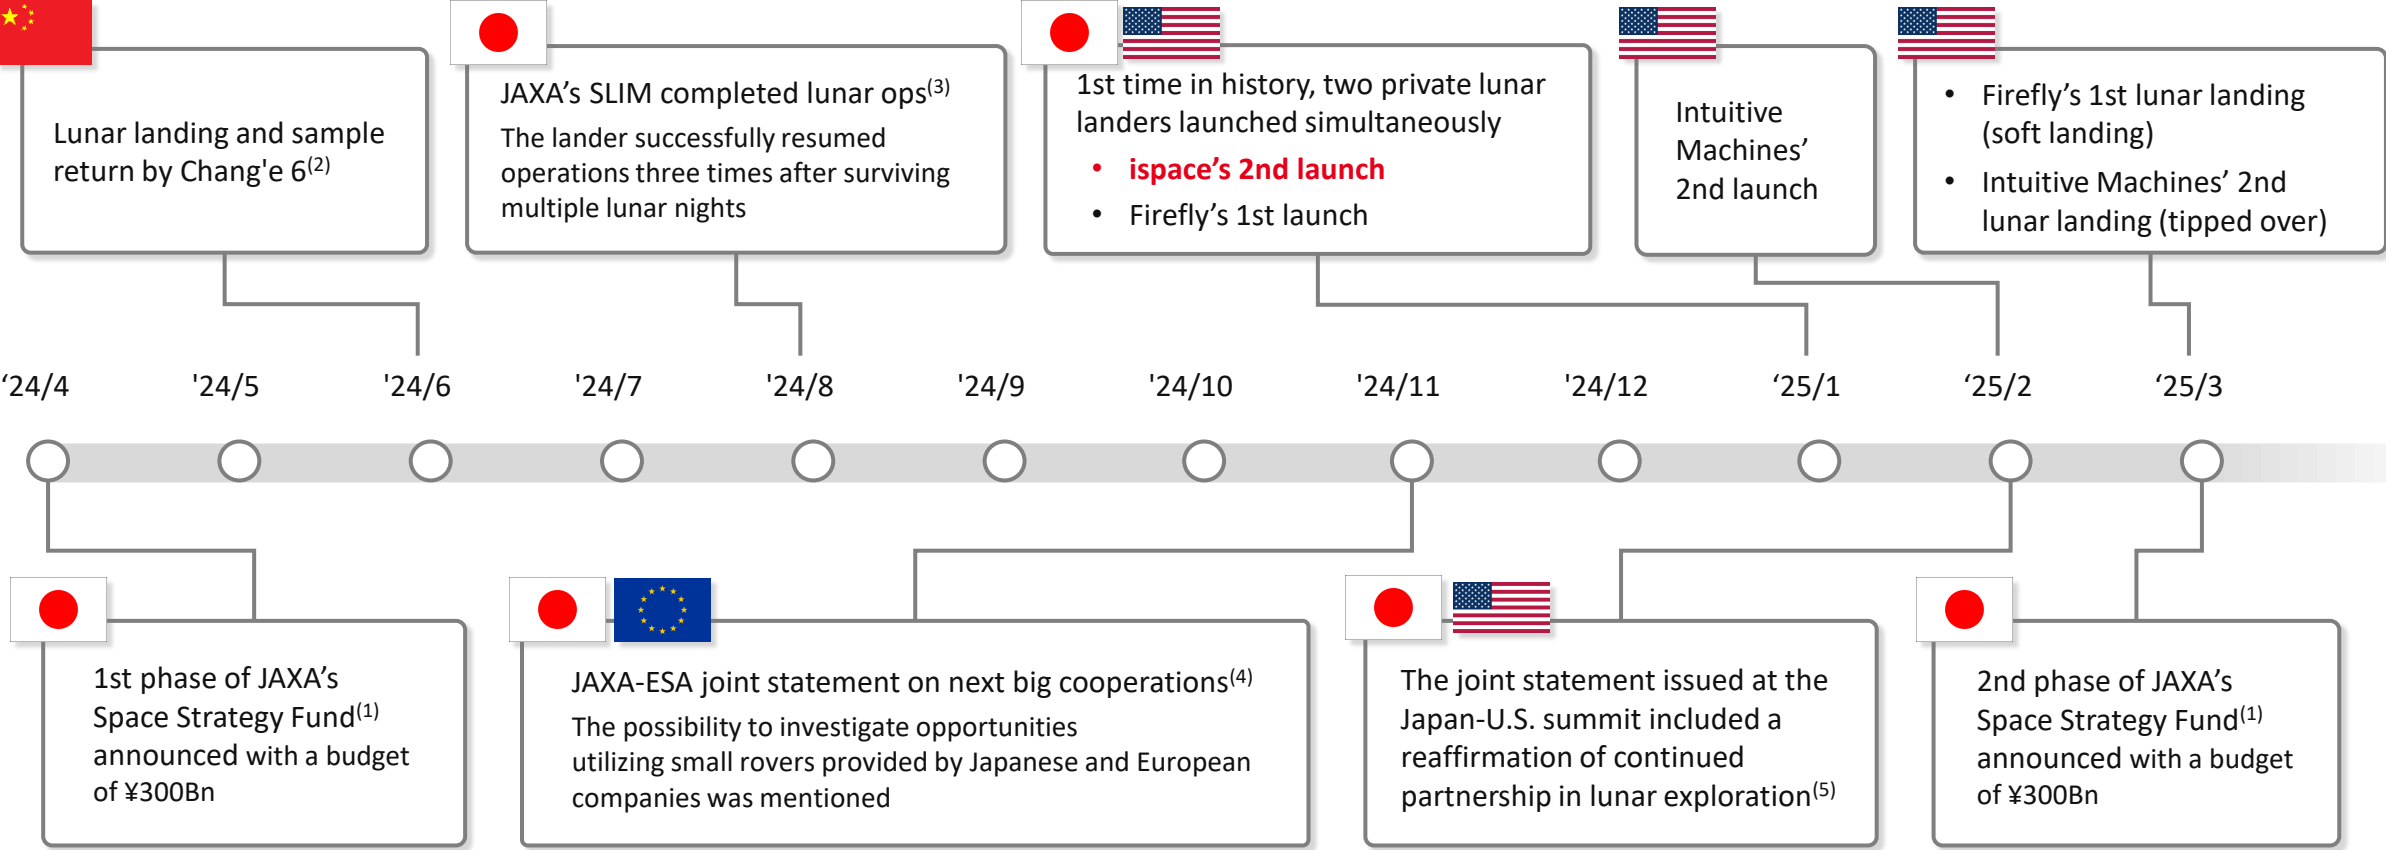 Lunar landing and sample
return by Chang'e 6(2)
JAXA’s SLIM completed lunar ops(3)
The lander successfully resumed
operations three times after surviving
multiple lunar nights
1st time in history, two private lunar
landers launched simultaneously
• ispace’s 2nd launch
• Firefly’s 1st launch
Intuitive
Machines’
2nd launch
• Firefly’s 1st lunar landing
(soft landing)
• Intuitive Machines’ 2nd
lunar landing (tipped over)
‘24/4 '24/5 '24/6 '24/7 '24/8 '24/9 '24/10 '24/11 '24/12 ‘25/1 ‘25/2 ‘25/3
1st phase of JAXA’s
Space Strategy Fund(1)
announced with a budget
of ¥300Bn
JAXA-ESA joint statement on next big cooperations(4)
The possibility to investigate opportunities
utilizing small rovers provided by Japanese and European
companies was mentioned
The joint statement issued at the
Japan-U.S. summit included a
reaffirmation of continued
partnership in lunar exploration(5)
2nd phase of JAXA’s
Space Strategy Fund(1)
announced with a budget
of ¥300Bn